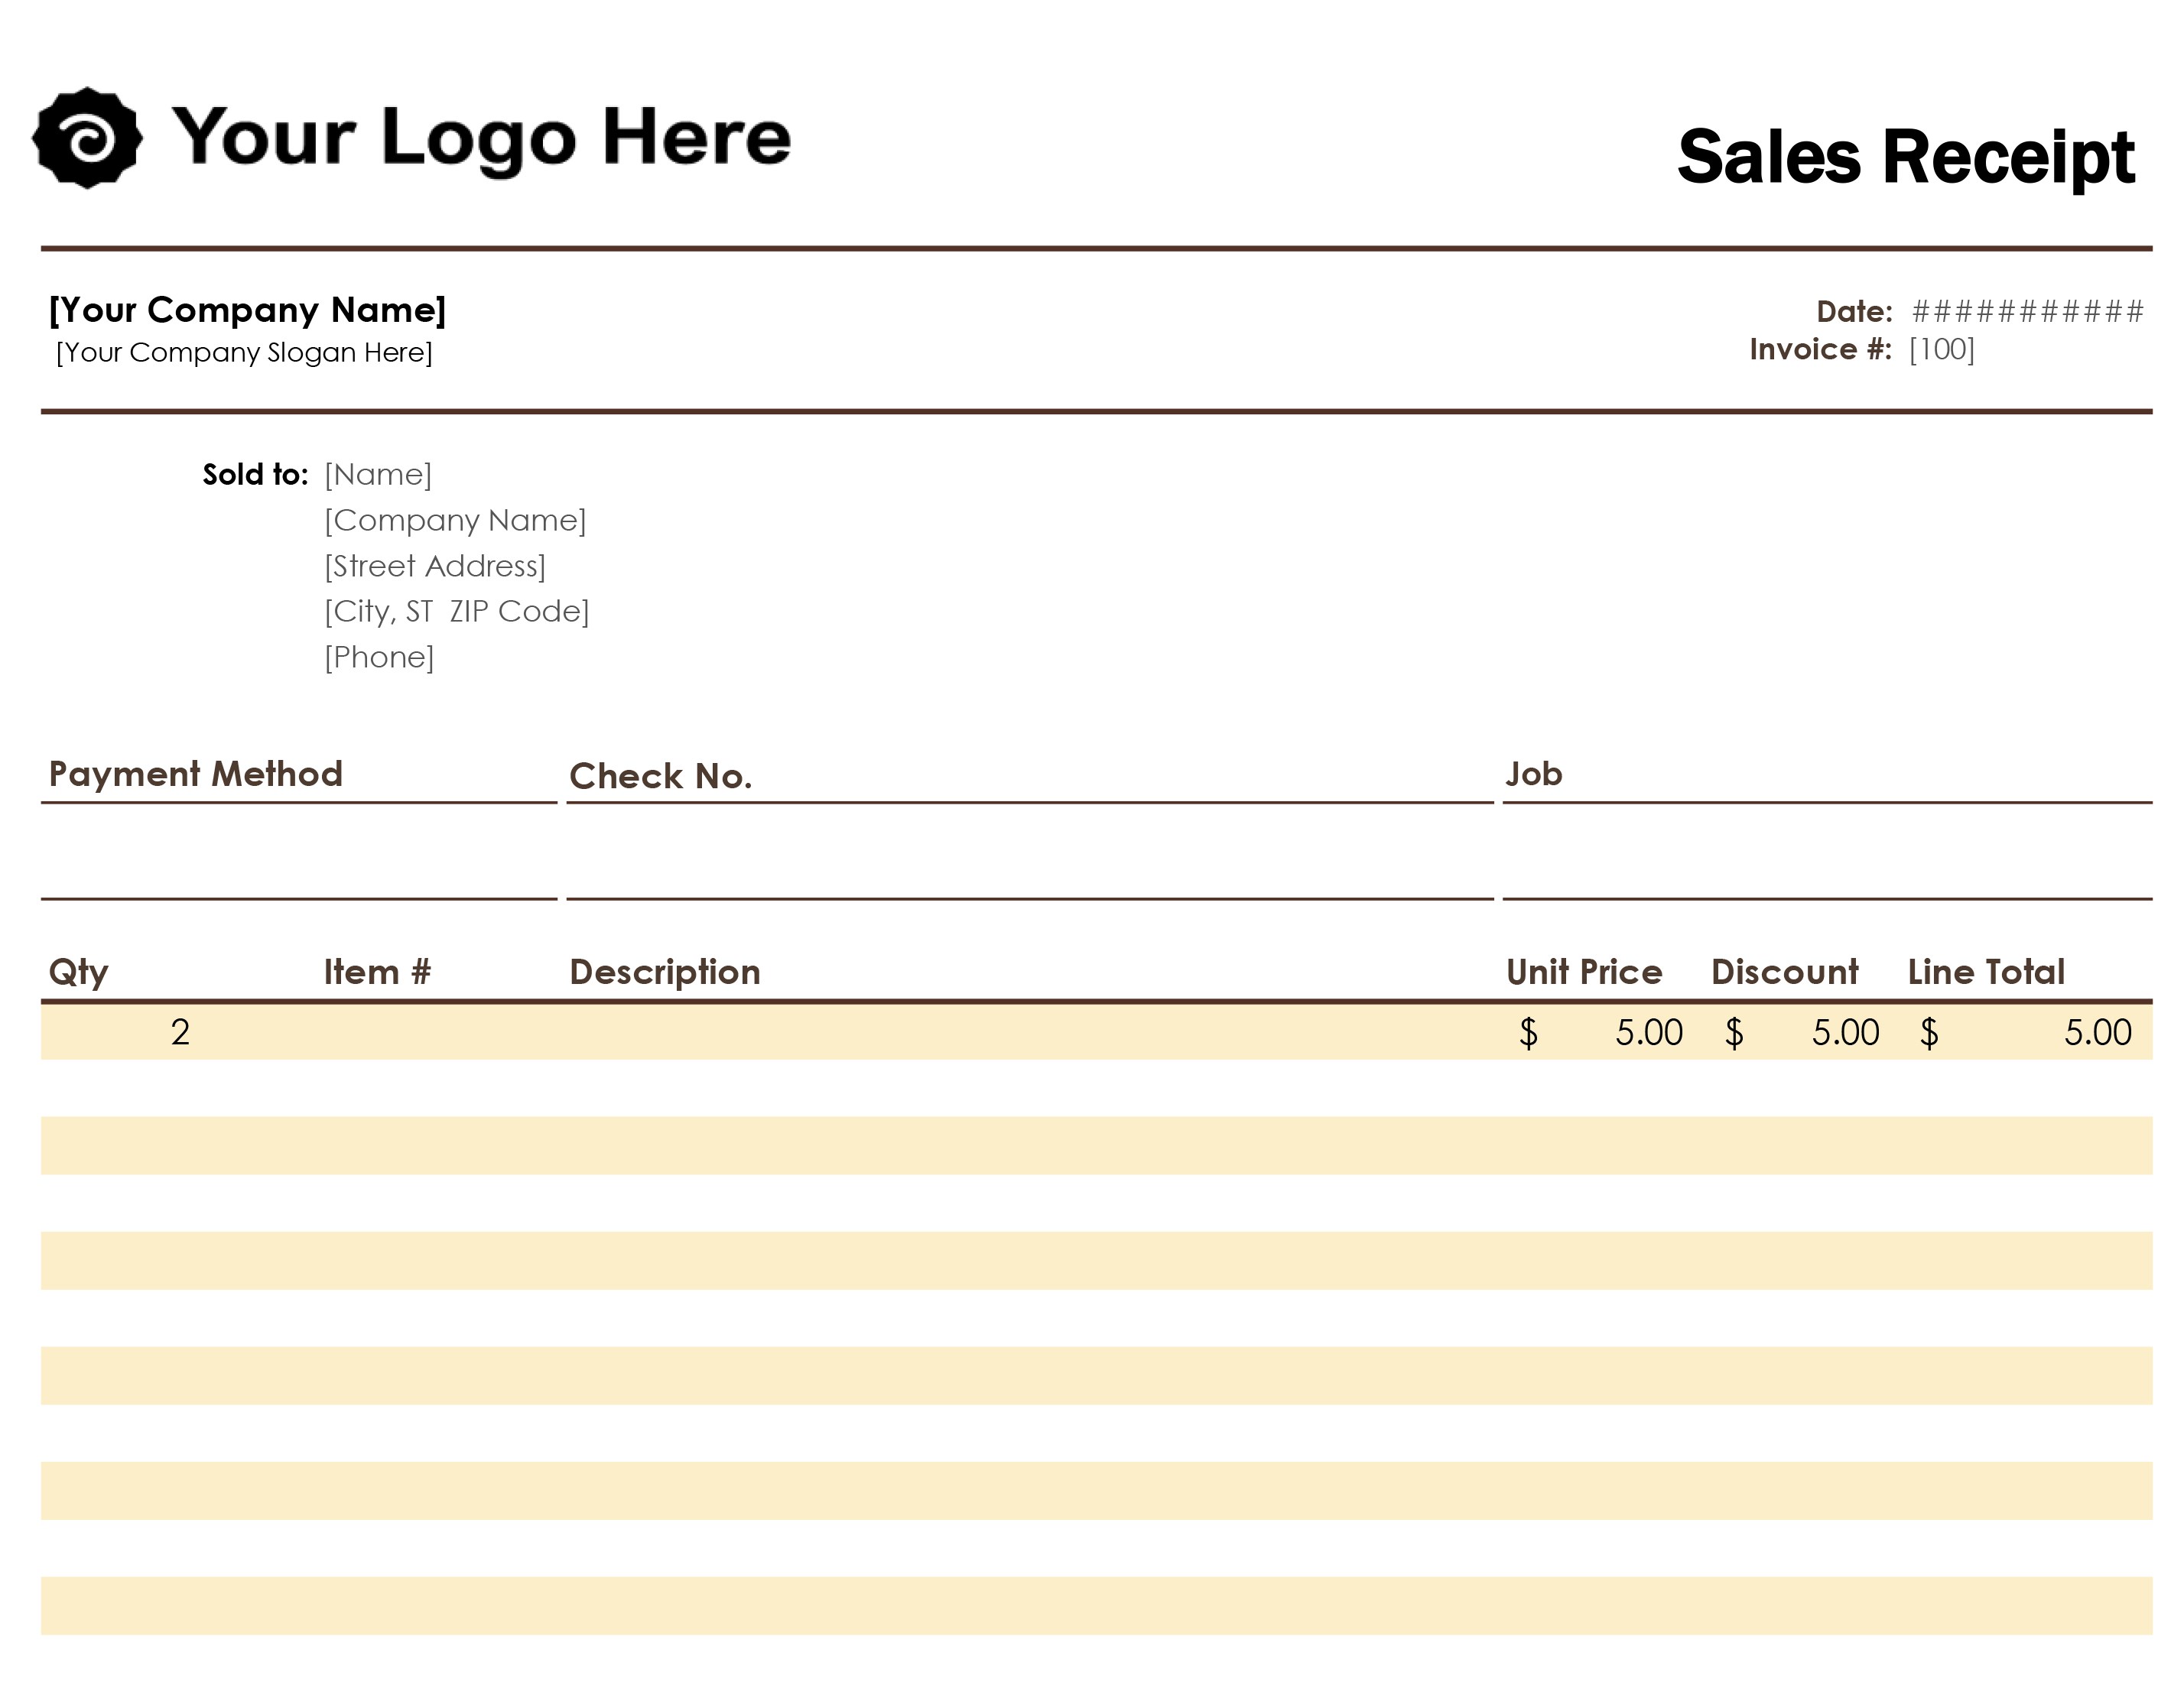 Your Logo Here
Sales Receipt
[Your Company Name]
Date: ###########
[Your Company Slogan Here]
Invoice #: [100]
Sold to: [Name]
[Company Name]
[Street Address]
[City, ST  ZIP Code]
[Phone]
Payment Method Check No. Job
Qty Item # Description Unit Price Discount Line Total
2 $ 5.00 $ 5.00 $ 5.00